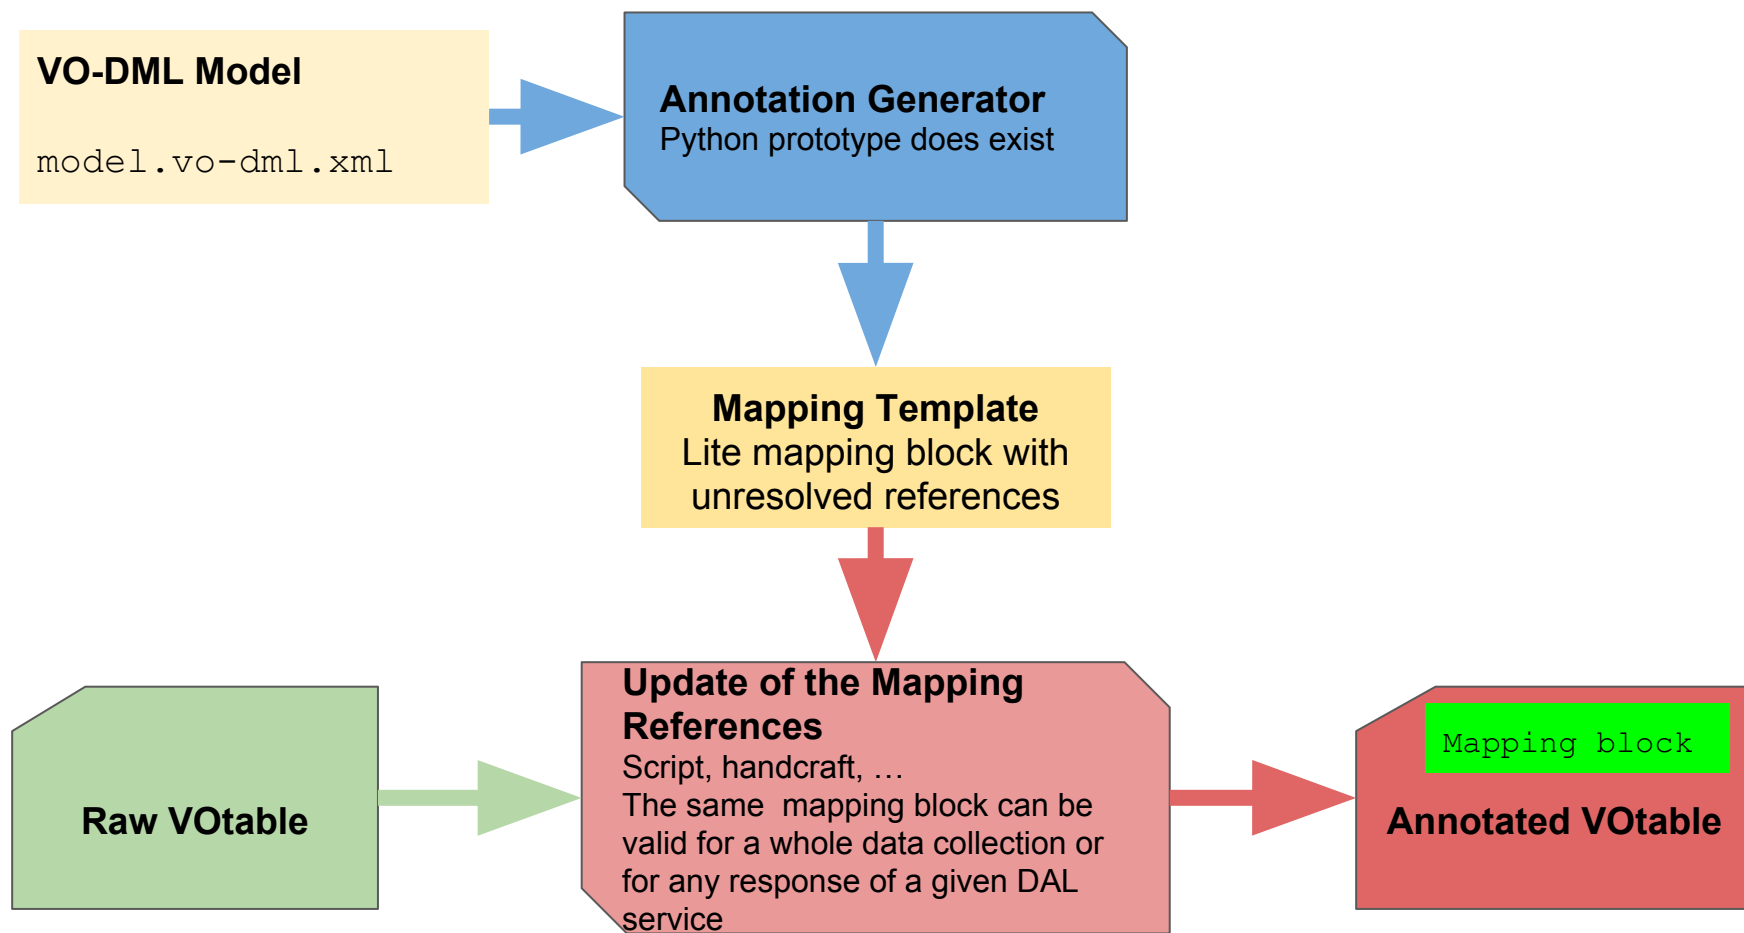 VO-DML Model
model.vo-dml.xml
Annotation Generator
Python prototype does exist
Mapping Template
Lite mapping block with
unresolved references
Raw VOtable
Update of the Mapping
References
Script, handcraft, …
The same  mapping block can be
valid for a whole data collection or
for any response of a given DAL
service
Mapping block
Annotated VOtable